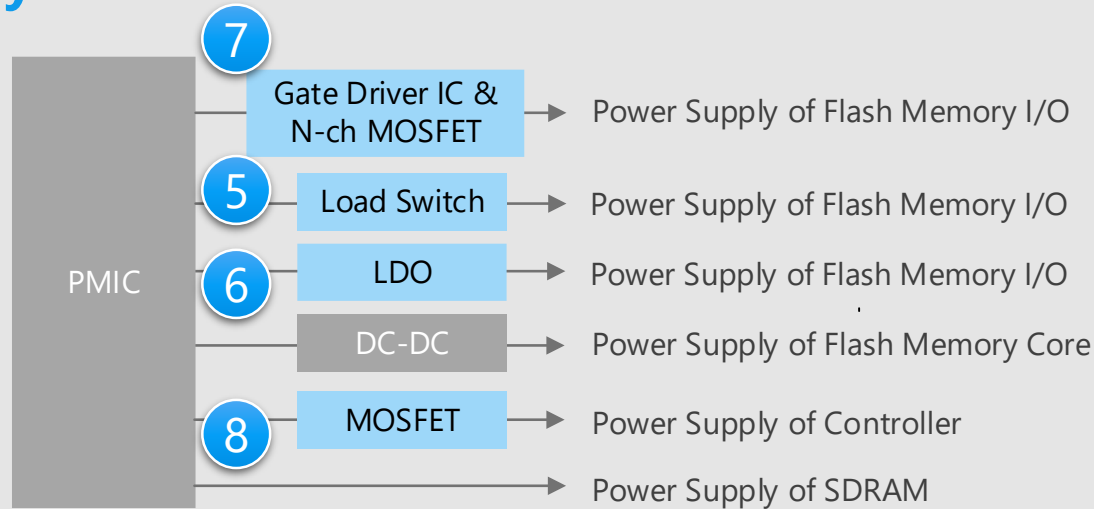 y
7
Gate Driver IC &
N-ch MOSFET
Power Supply of Flash Memory I/O
5
Load Switch
Power Supply of Flash Memory I/O
PMIC
6
LDO
Power Supply of Flash Memory I/O
DC-DC
Power Supply of Flash Memory Core
8
MOSFET
Power Supply of Controller
Power Supply of SDRAM